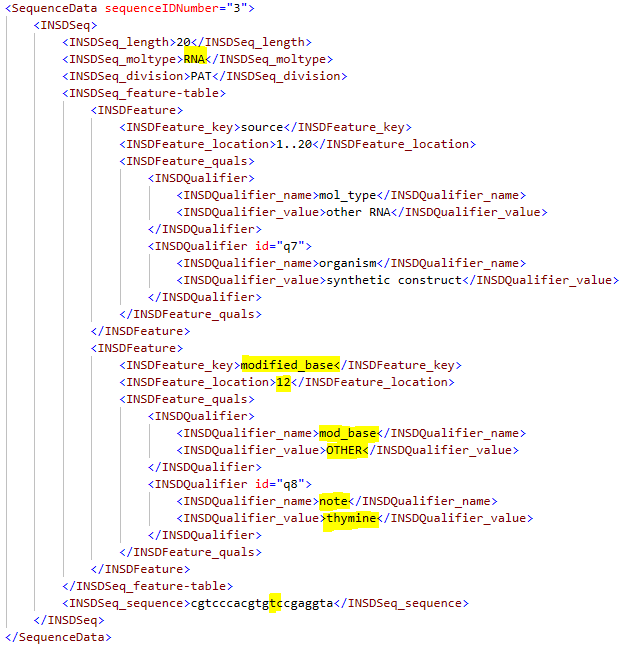 <SequenceData sequenceIDNumber="3">
<INSDSeq>
<INSDSeq_length>20</INSDSeq_length>
<INSDSeq_moltype>RNA</INSDSeq_moltype>
<INSDSeq_division>PAT</INSDSeq_division>
<INSDSeq_feature-table>
<INSDFeature>
<INSDFeature_key>source</INSDFeature_key>
<INSDFeature_location>1..20</INSDFeature_location>
<INSDFeature_quals>
<INSDQualifier>
<INSDQualifier_name>mol_type</INSDQualifier_name>
<INSDQualifier_value>other RNA</INSDQualifier_value>
</INSDQualifier>
<INSDQualifier id="q7">
<INSDQualifier_name>organism</INSDQualifier_name>
<INSDQualifier_value>synthetic construct</INSDQualifier_value>
</INSDQualifier>
</INSDFeature_quals>
</INSDFeature>
<INSDFeature>
<INSDFeature_key>modified_base</INSDFeature_key>
<INSDFeature_location>12</INSDFeature_location>
<INSDFeature_quals>
<INSDQualifier>
<INSDQualifier_name>mod_base</INSDQualifier_name>
<INSDQualifier_value>OTHER</INSDQualifier_value>
</INSDQualifier>
<INSDQualifier id="q8">
<INSDQualifier_name>note</INSDQualifier_name>
<INSDQualifier_value>thymine</INSDQualifier_value>
</INSDQualifier>
</INSDFeature_quals>
</INSDFeature>
</INSDSeq_feature-table>
<INSDSeq_sequence>cgtcccacgtgtccgaggta</INSDSeq_sequence>
</INSDSeq>
</SequenceData>